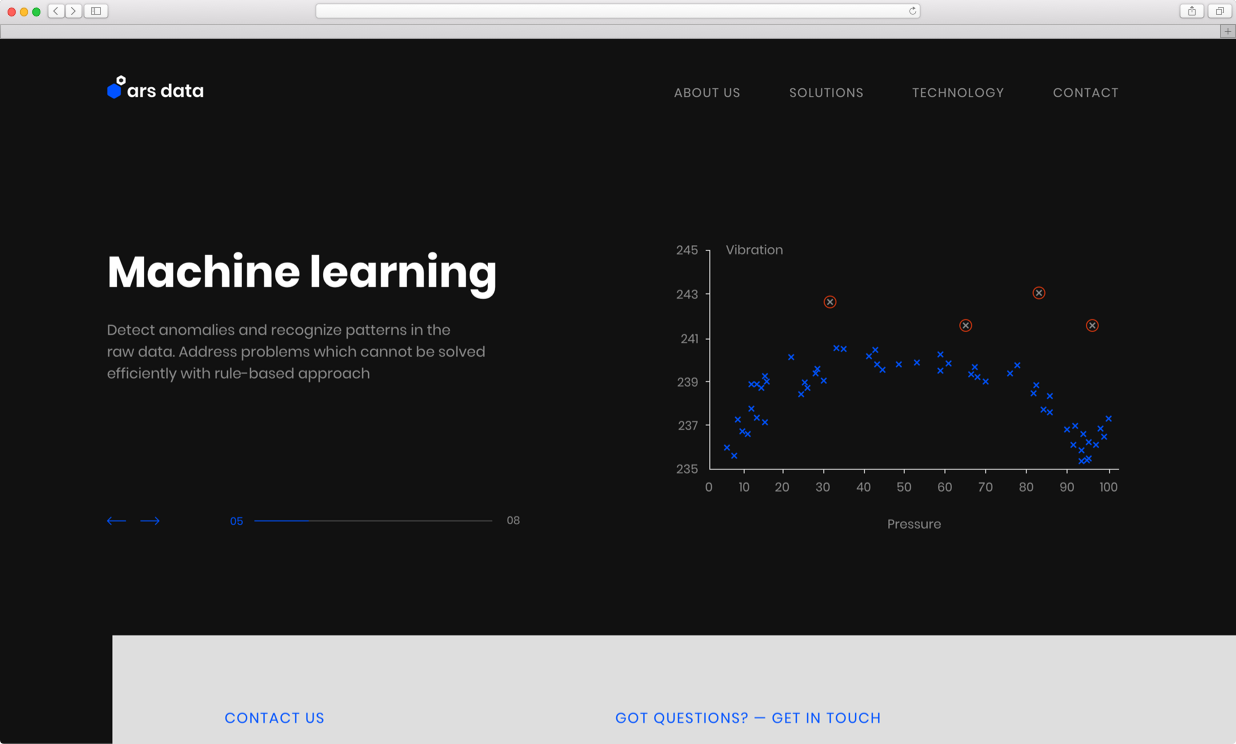 ars data
ABOUT US SOLUTIONS TECHNOLOGY CONTACT
Machine learning
Detect anomalies and recognize patterns in the
raw data. Address problems which cannot be solved
efficiently with rule-based approach
05 08
Vibration
245
243
241
239
237
235
0 10 20 30 40 50 60 70 80 90 100
Pressure
CONTACT US
GOT QUESTIONS? — GET IN TOUCH